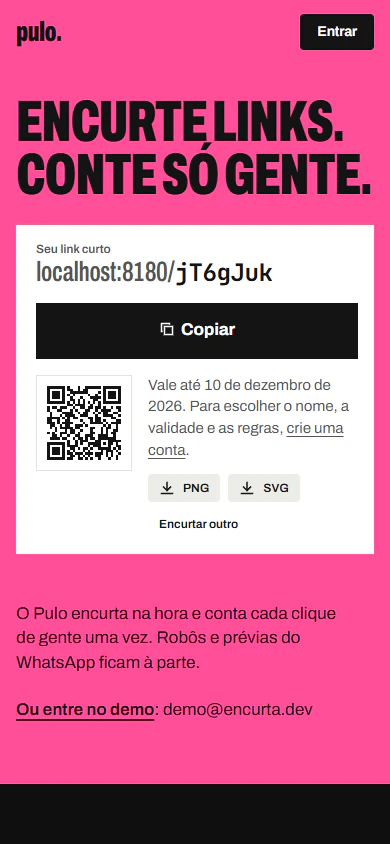 pulo.
Entrar
ENCURTE LINKS.
CONTE SÓ GENTE.
Seu link curto
localhost:8180/jT6gJuk
Copiar
Vale até 10 de dezembro de
2026. Para escolher o nome, a
validade e as regras, crie uma
conta.
PNG
SVG
Encurtar outro
O Pulo encurta na hora e conta cada clique
de gente uma vez. Robôs e prévias do
WhatsApp ficam à parte.
Ou entre no demo: demo@encurta.dev